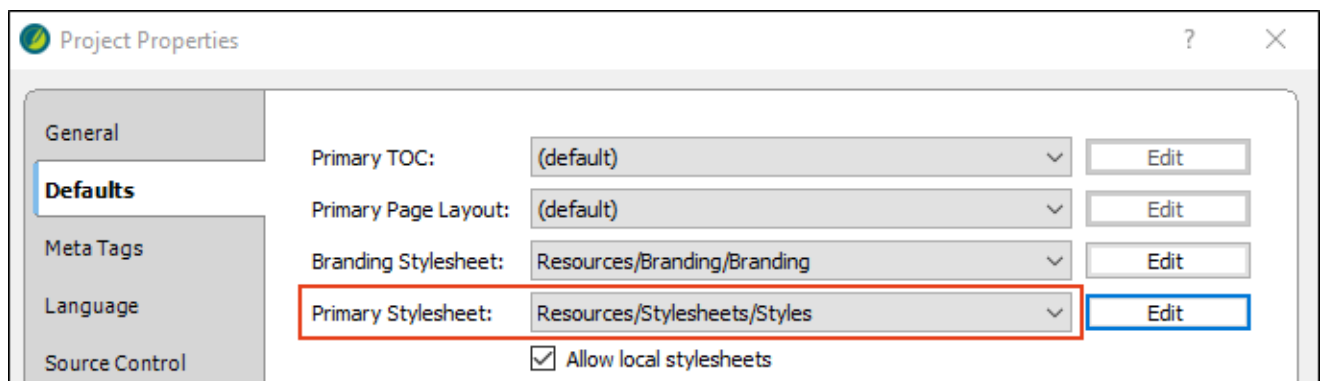 Project Properties ?
General
Defaults
Meta Tags
Language
Source Control
Primary TOC: (default) Edit
Primary Page Layout: (default) Edit
Branding Stylesheet: Resources/Branding/Branding Edit
Primary Stylesheet: Resources/Stylesheets/Styles Edit
Allow local stylesheets